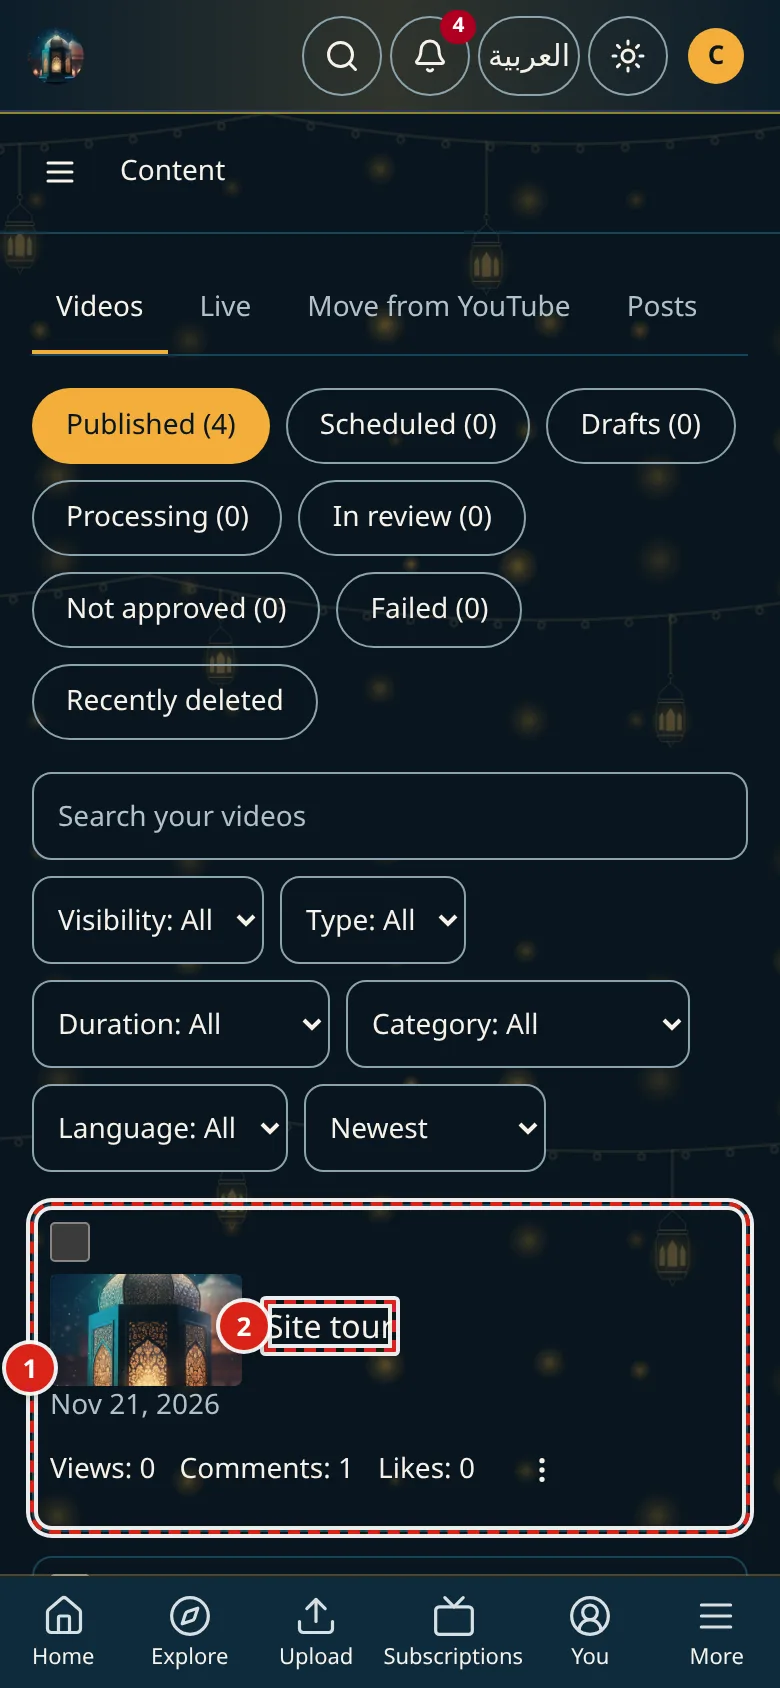 4
العربية
C
Content
Videos Live Move from YouTube Posts
Published (4) Scheduled (0) Drafts (0)
Processing (0) In review (0)
Not approved (0) Failed (0)
Recently deleted
Search your videos
Visibility: All Type: All
Duration: All Category: All
Language: All Newest
2 Site tour
1
Nov 21, 2026
Views: 0 Comments: 1 Likes: 0
Home Explore Upload Subscriptions You More